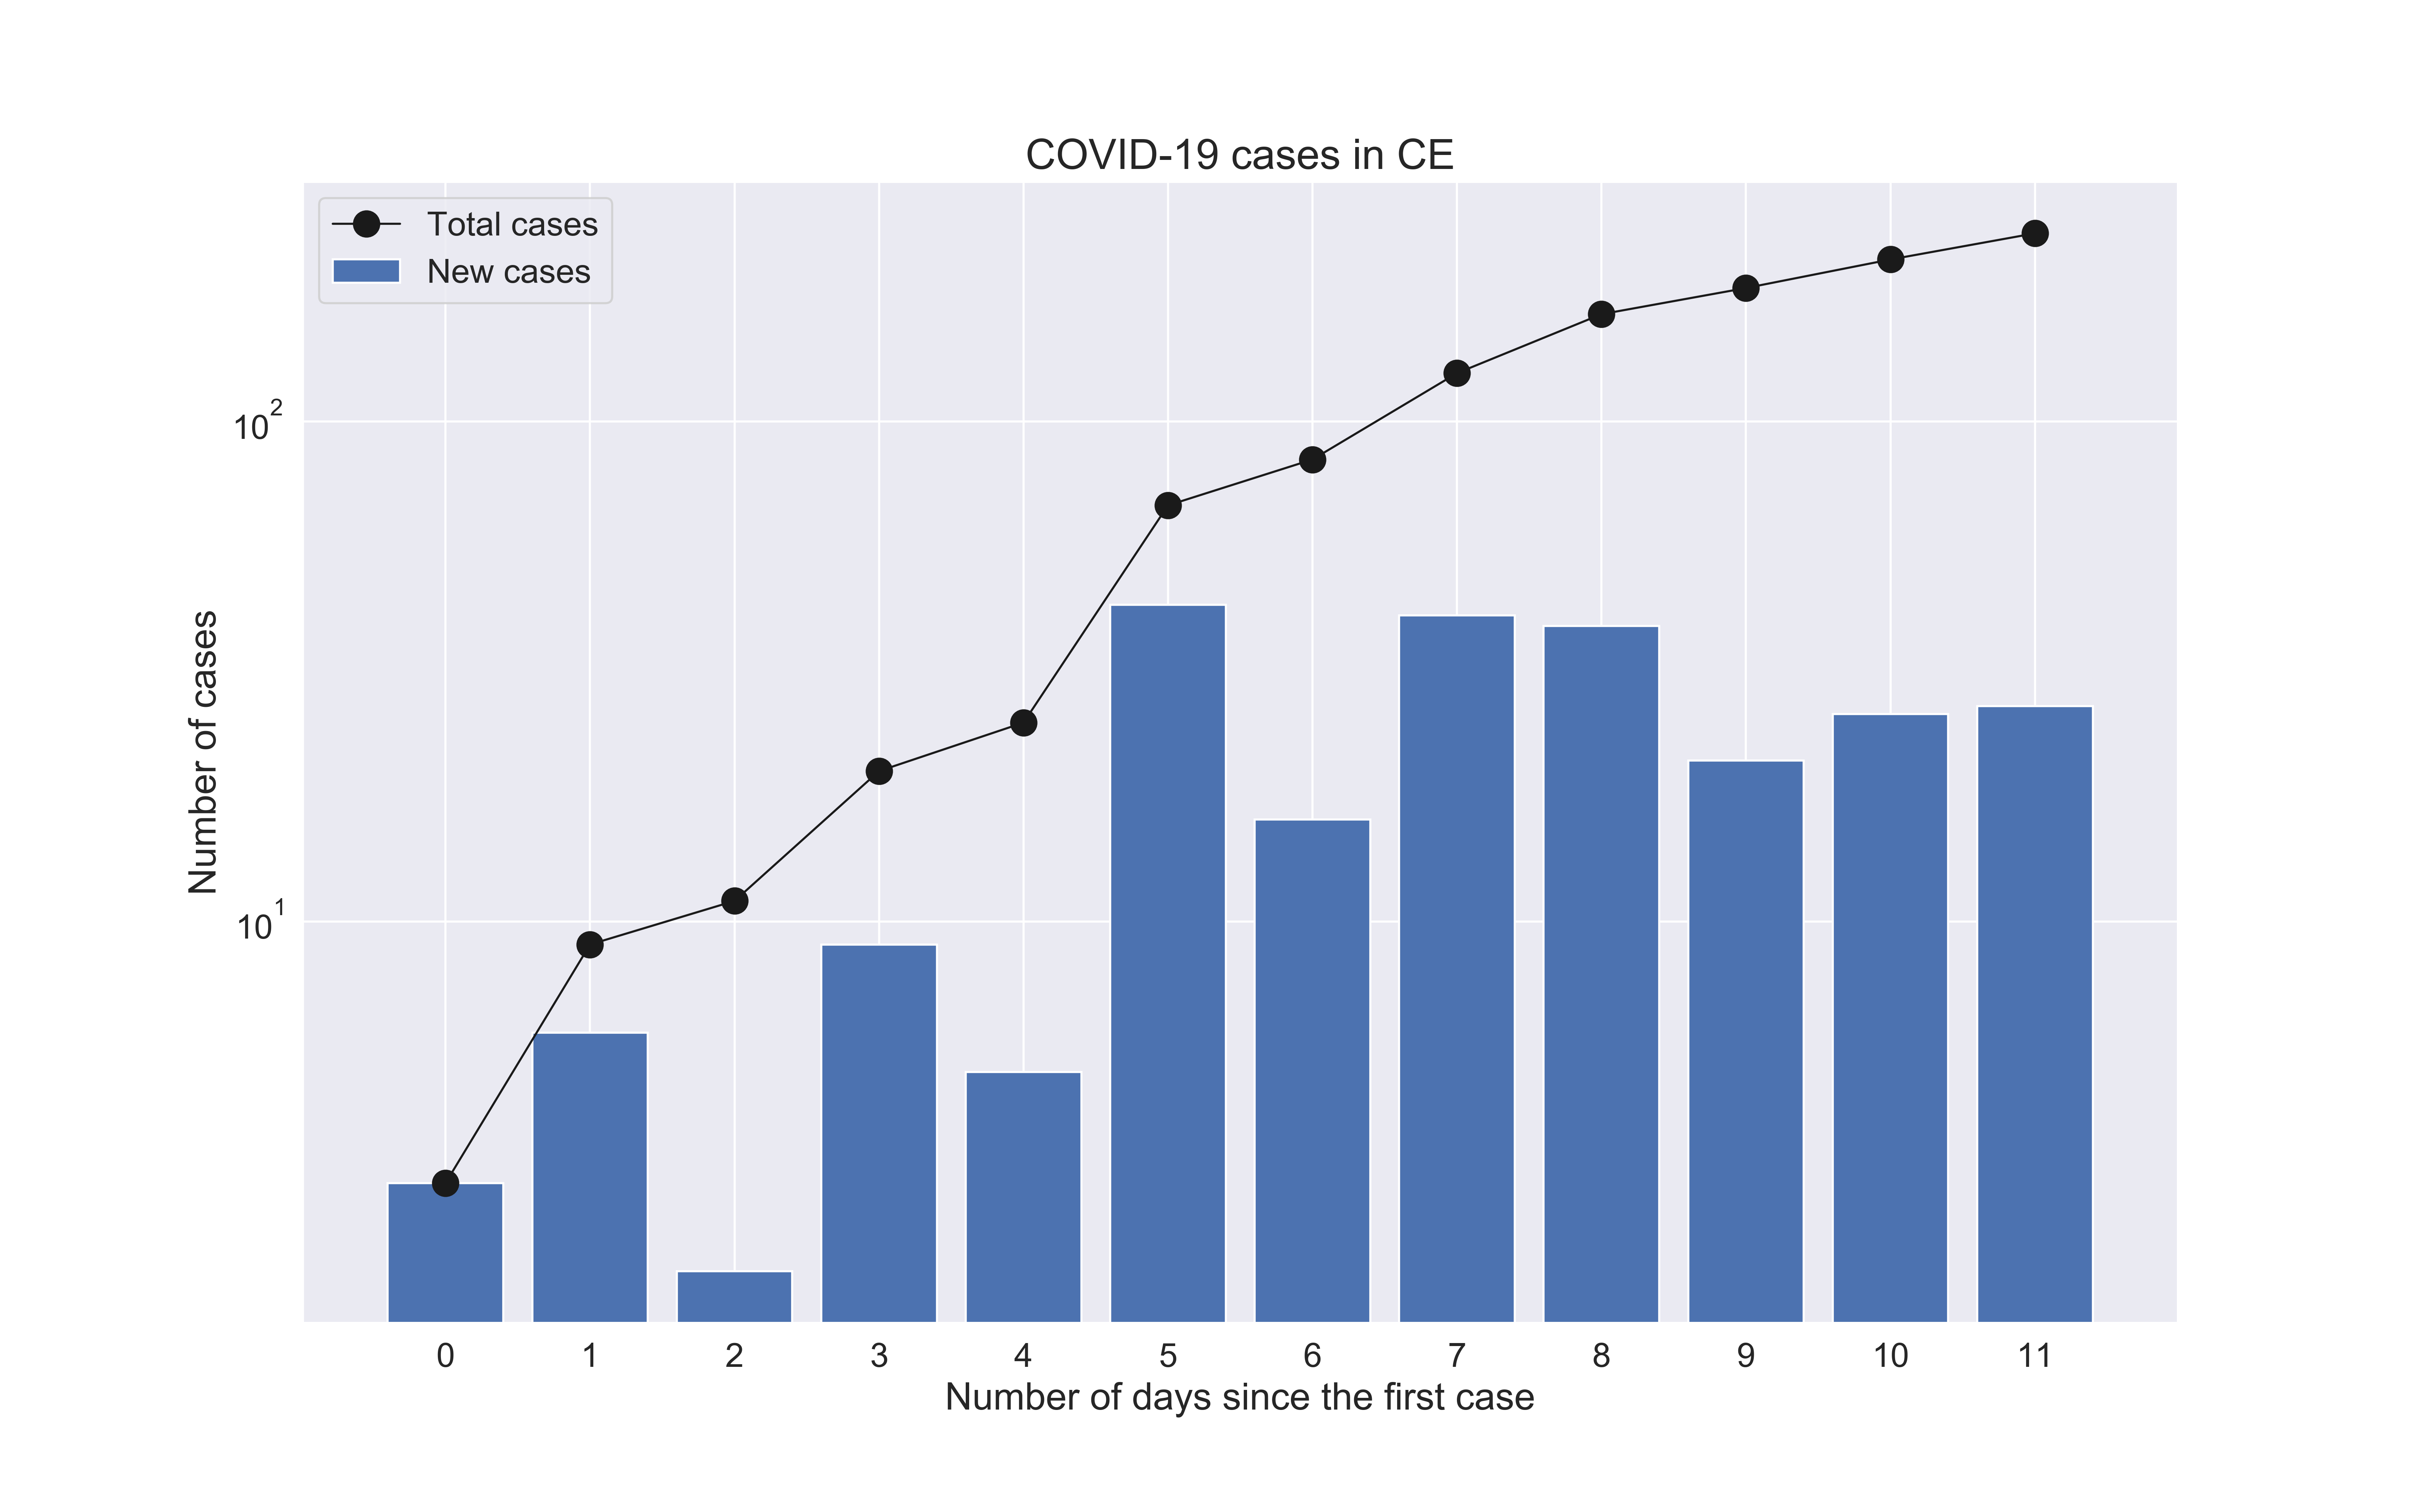 COVID-19 cases in CE
Total cases
New cases
Number of cases
10²
10¹
0 1 2 3 4 5 6 7 8 9 10 11
Number of days since the first case